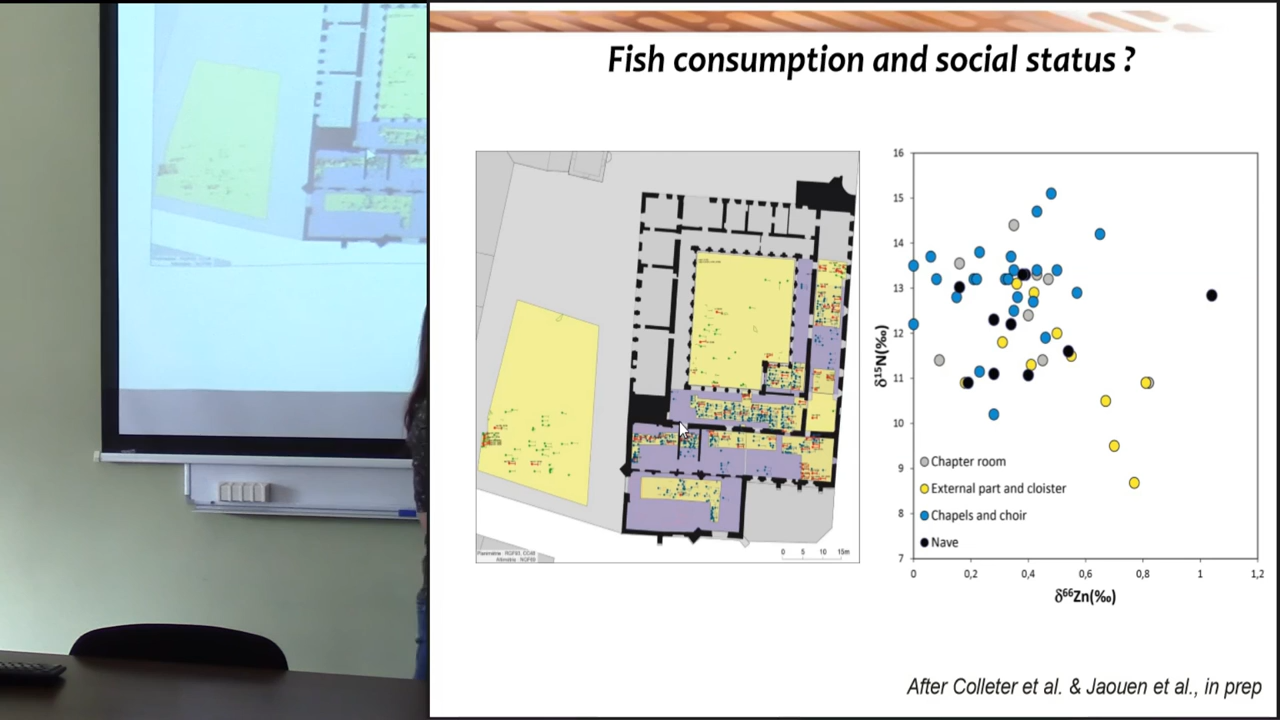 Fish consumption and social status ?
0 5 10 15m
16
15
14
13
12
11
10
9
8
7
δ15N(‰)
Chapter room
External part and cloister
Chapels and choir
Nave
0 0,2 0,4 0,6 0,8 1 1,2
δ66Zn(‰)
After Colleter et al. & Jaouen et al., in prep